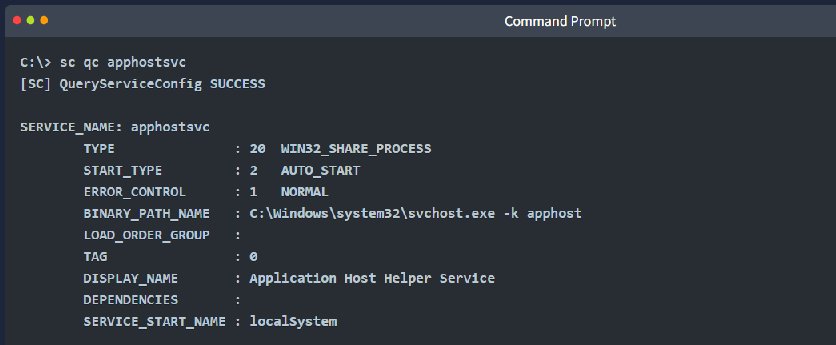 Command Prompt
C:\> sc qc apphostsvc
[SC] QueryServiceConfig SUCCESS
SERVICE_NAME: apphostsvc
TYPE : 20 WIN32_SHARE_PROCESS
START_TYPE : 2 AUTO_START
ERROR_CONTROL : 1 NORMAL
BINARY_PATH_NAME : C:\Windows\system32\svchost.exe -k apphost
LOAD_ORDER_GROUP :
TAG : 0
DISPLAY_NAME : Application Host Helper Service
DEPENDENCIES :
SERVICE_START_NAME : localSystem